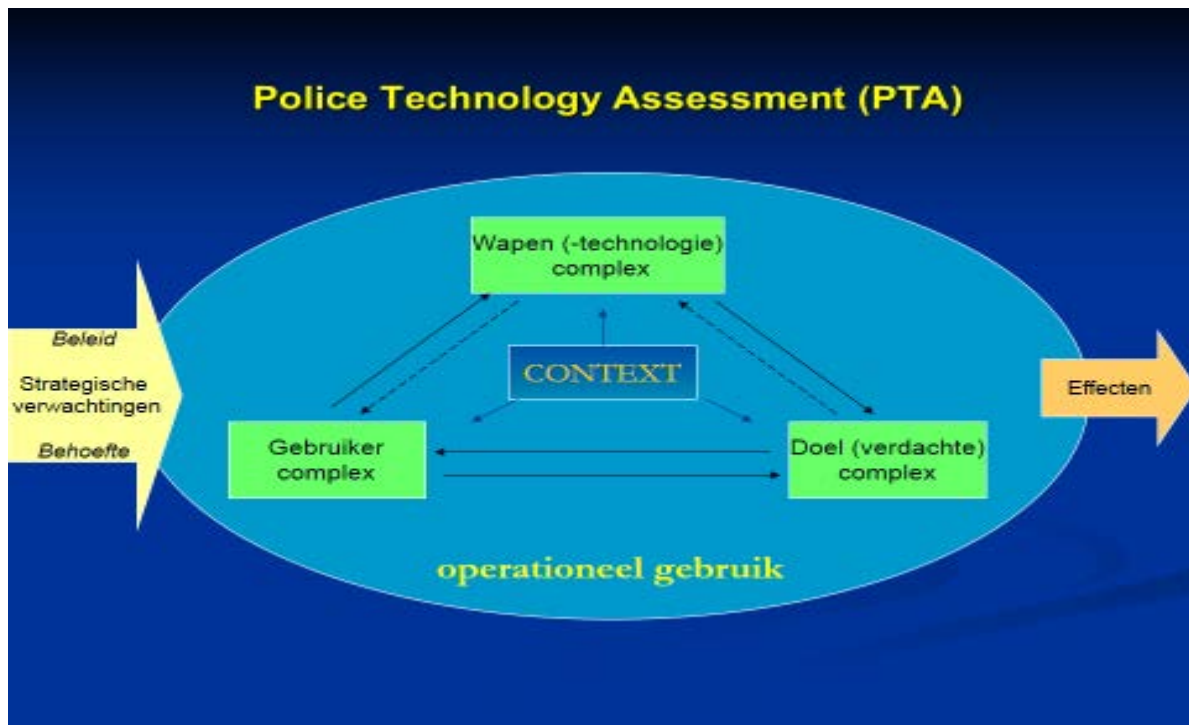 Police Technology Assessment (PTA)
Wapen (-technologie)
complex
Beleid
Strategische
verwachtingen
Behoefte
CONTEXT
Effecten
Gebruiker
complex
Doel (verdachte)
complex
operationeel gebruik